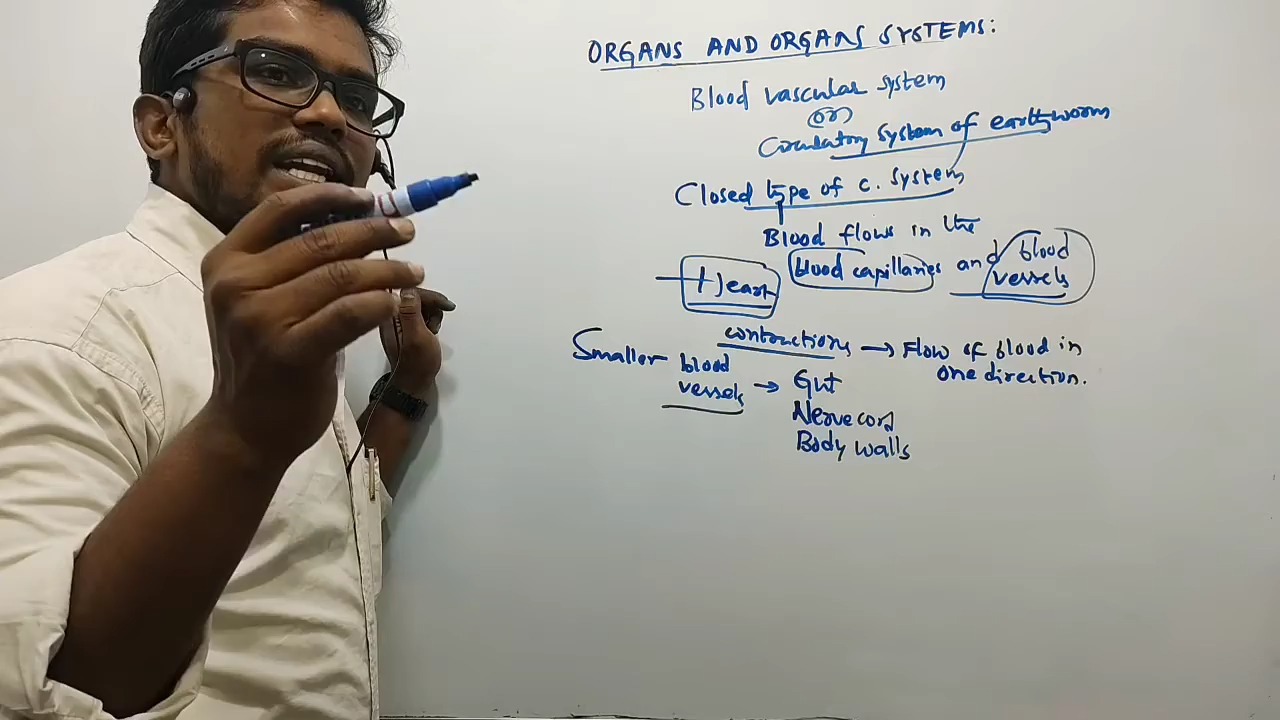 ORGANS AND ORGANS SYSTEMS:
Blood vascular system
(or)
Circulatory system of earthworm
Closed type of c. system
Blood flows in the
blood capillaries and blood vessels
Heart
contractions → Flow of blood in one direction.
Smaller blood vessels → Gut
Nerve cord
Body walls